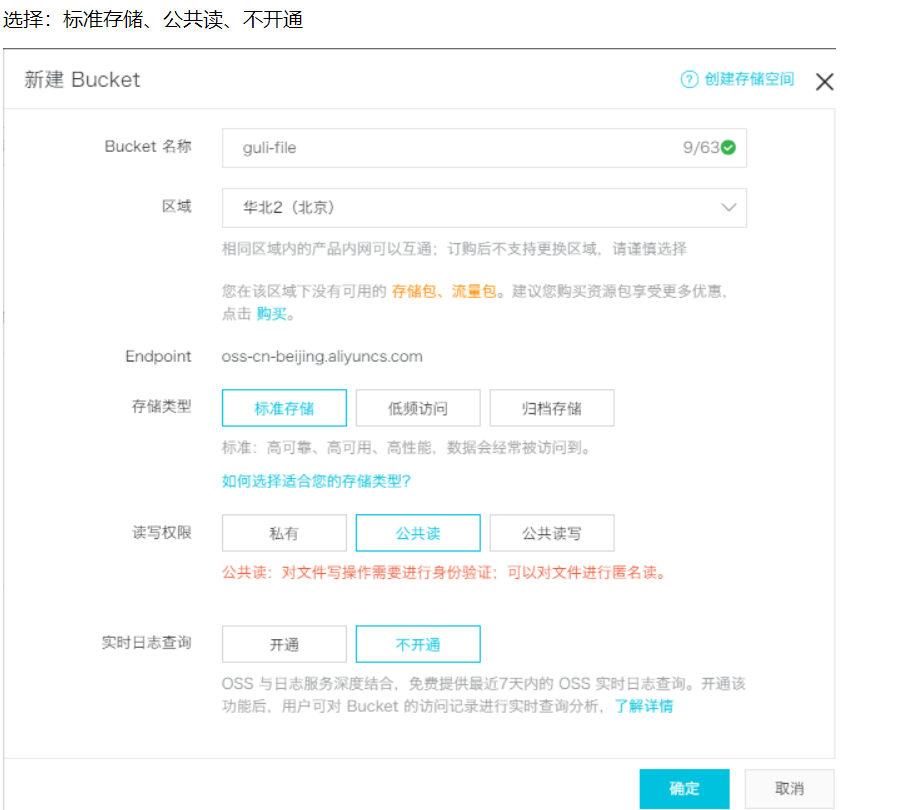 选择：标准存储、公共读、不开通
新建 Bucket
? 创建存储空间
Bucket 名称
guli-file
9/63
区域
华北2（北京）
相同区域内的产品内网可以互通；订购后不支持更换区域，请谨慎选择
您在该区域下没有可用的 存储包、流量包。建议您购买资源包享受更多优惠，
点击 购买。
Endpoint
oss-cn-beijing.aliyuncs.com
存储类型
标准存储
低频访问
归档存储
标准：高可靠、高可用、高性能，数据会经常被访问到。
如何选择适合您的存储类型？
读写权限
私有
公共读
公共读写
公共读：对文件写操作需要进行身份验证；可以对文件进行匿名读。
实时日志查询
开通
不开通
OSS 与日志服务深度结合，免费提供最近7天内的 OSS 实时日志查询。开通该
功能后，用户可对 Bucket 的访问记录进行实时查询分析，了解详情
确定
取消